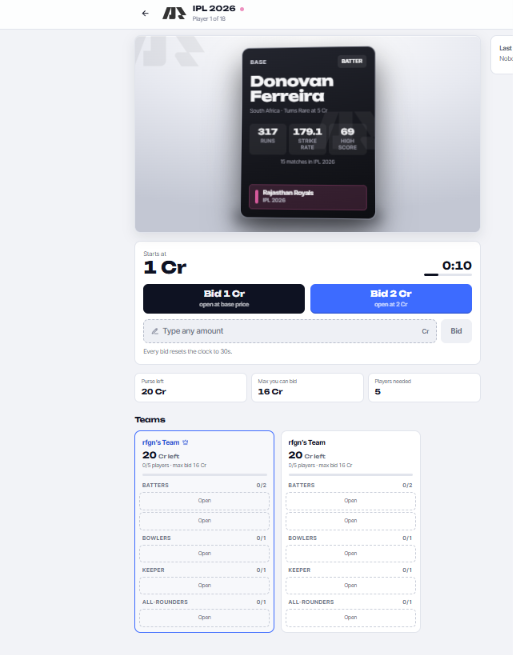 IPL 2026
Player 1 of 18
Last
Nobo
BASE
BATTER
Donovan
Ferreira
South Africa · Turns Rare at 5 Cr
317
RUNS
179.1
STRIKE
RATE
69
HIGH
SCORE
15 matches in IPL 2026
Rajasthan Royals
IPL 2026
Starts at
1 Cr
0:10
Bid 1 Cr
open at base price
Bid 2 Cr
open at 2 Cr
Type any amount
Cr
Bid
Every bid resets the clock to 30s.
Purse left
20 Cr
Max you can bid
16 Cr
Players needed
5
Teams
rfgn's Team
20 Cr left
0/5 players · max bid 16 Cr
BATTERS 0/2
Open
Open
BOWLERS 0/1
Open
KEEPER 0/1
Open
ALL-ROUNDERS 0/1
Open
rfgn's Team
20 Cr left
0/5 players · max bid 16 Cr
BATTERS 0/2
Open
Open
BOWLERS 0/1
Open
KEEPER 0/1
Open
ALL-ROUNDERS 0/1
Open